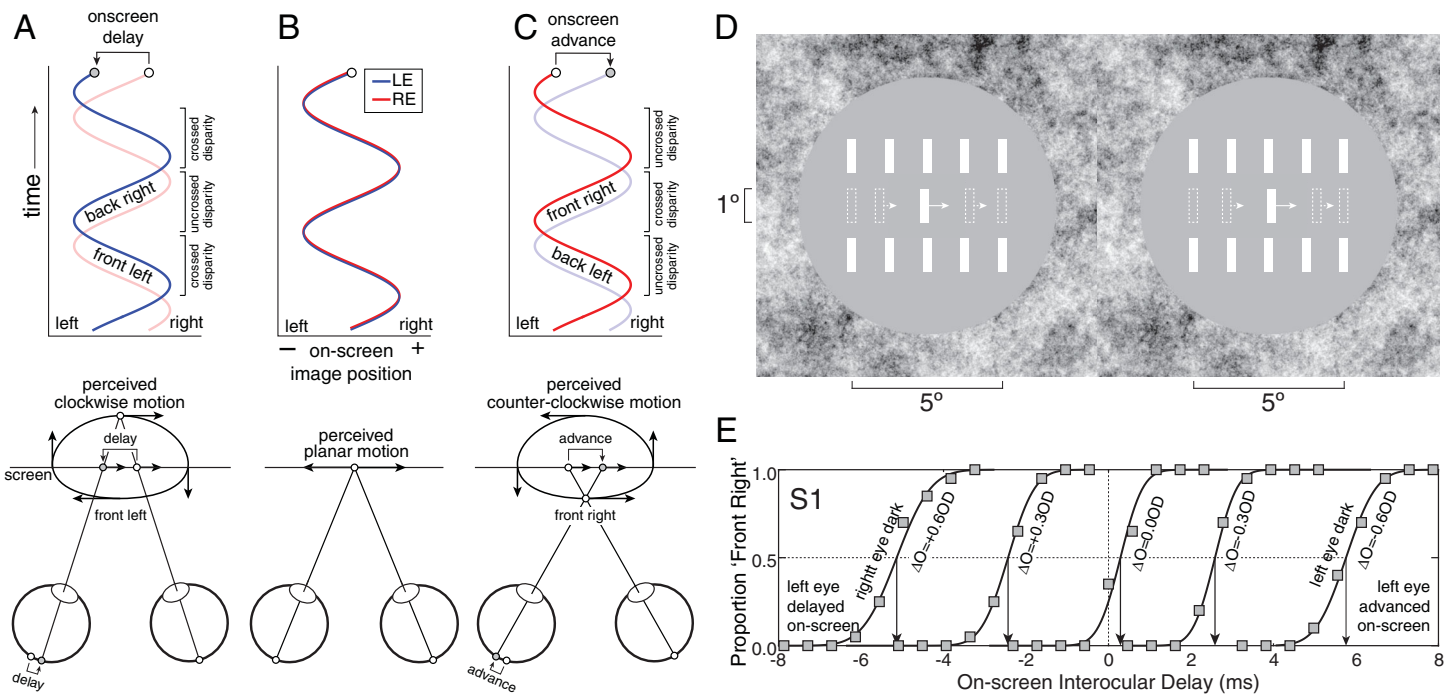 A
onscreen
delay
time
crossed
disparity
uncrossed
disparity
crossed
disparity
back right
front left
left
right
perceived
clockwise motion
delay
screen
front left
delay
B
LE
RE
left
right
− on-screen +
image position
perceived
planar motion
C
onscreen
advance
uncrossed
disparity
crossed
disparity
uncrossed
disparity
front right
back left
left
right
perceived
counter-clockwise motion
advance
front right
advance
D
1º
5º
5º
E
Proportion 'Front Right'
1.0
0.5
0.0
S1
left eye
delayed
on-screen
rightt eye dark
ΔO=+0.6OD
ΔO=+0.3OD
ΔO=0.0OD
ΔO=-0.3OD
left eye dark
ΔO=-0.6OD
left eye
advanced
on-screen
-8 -6 -4 -2 0 2 4 6 8
On-screen Interocular Delay (ms)